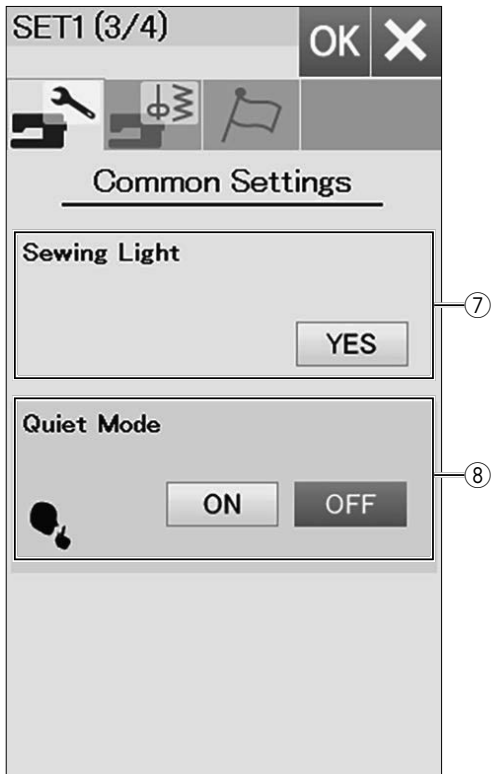 SET1 (3/4)
OK
Common Settings
Sewing Light
⑦
YES
Quiet Mode
⑧
ON OFF